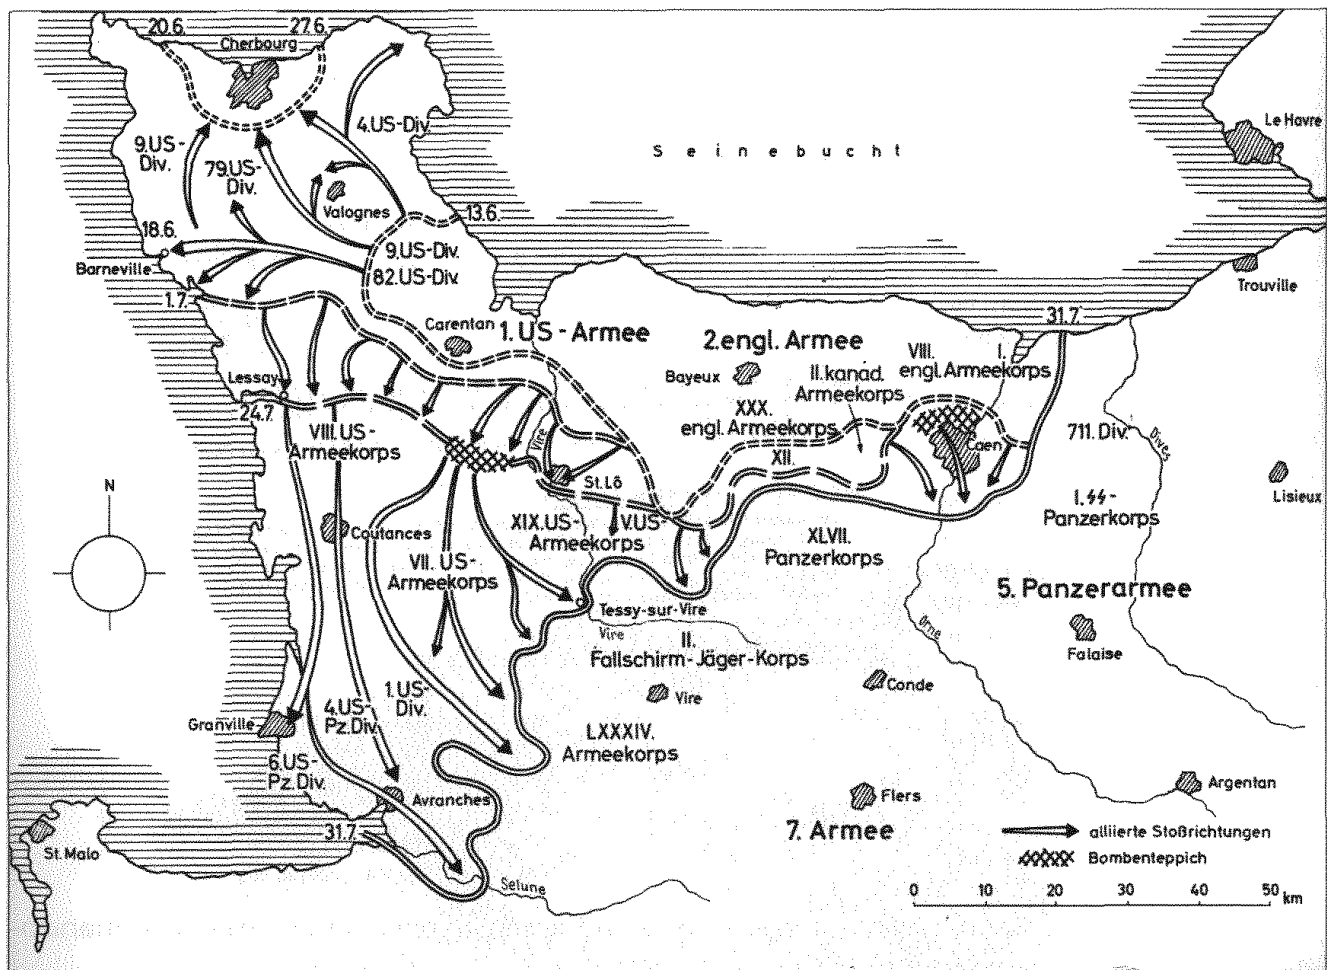 20.6.
27.6.
Cherbourg
4.US-Div.
9.US-
Div.
79.US-
Div.
Valognes
13.6.
18.6.
Barneville
9.US-Div.
82.US-Div.
1.7.
Seinebucht
Le Havre
Trouville
Carentan
1.US-Armee
2.engl. Armee
31.7.
Bayeux
VIII.
I.
engl. Armeekorps
II.kanad.
Armeekorps
XXX.
engl. Armeekorps
XII.
Caen
711. Div.
Dives
Lisieux
Lessay
24.7.
VIII.US-
Armeekorps
Vire
St.Lô
N
Coutances
XIX.US-
Armeekorps
V.US-
VII. US-
Armeekorps
XLVII.
Panzerkorps
I.SS-
Panzerkorps
5. Panzerarmee
Tessy-sur-Vire
Vire
Orne
Falaise
II.
Fallschirm-Jäger-Korps
Vire
Conde
1.US-
Div.
4.US-
Pz.Div.
Granville
6.US-
Pz.Div.
LXXXIV.
Armeekorps
Avranches
Flers
Argentan
31.7.
7. Armee
St.Malo
Selune
alliierte Stoßrichtungen
Bombenteppich
0 10 20 30 40 50 km